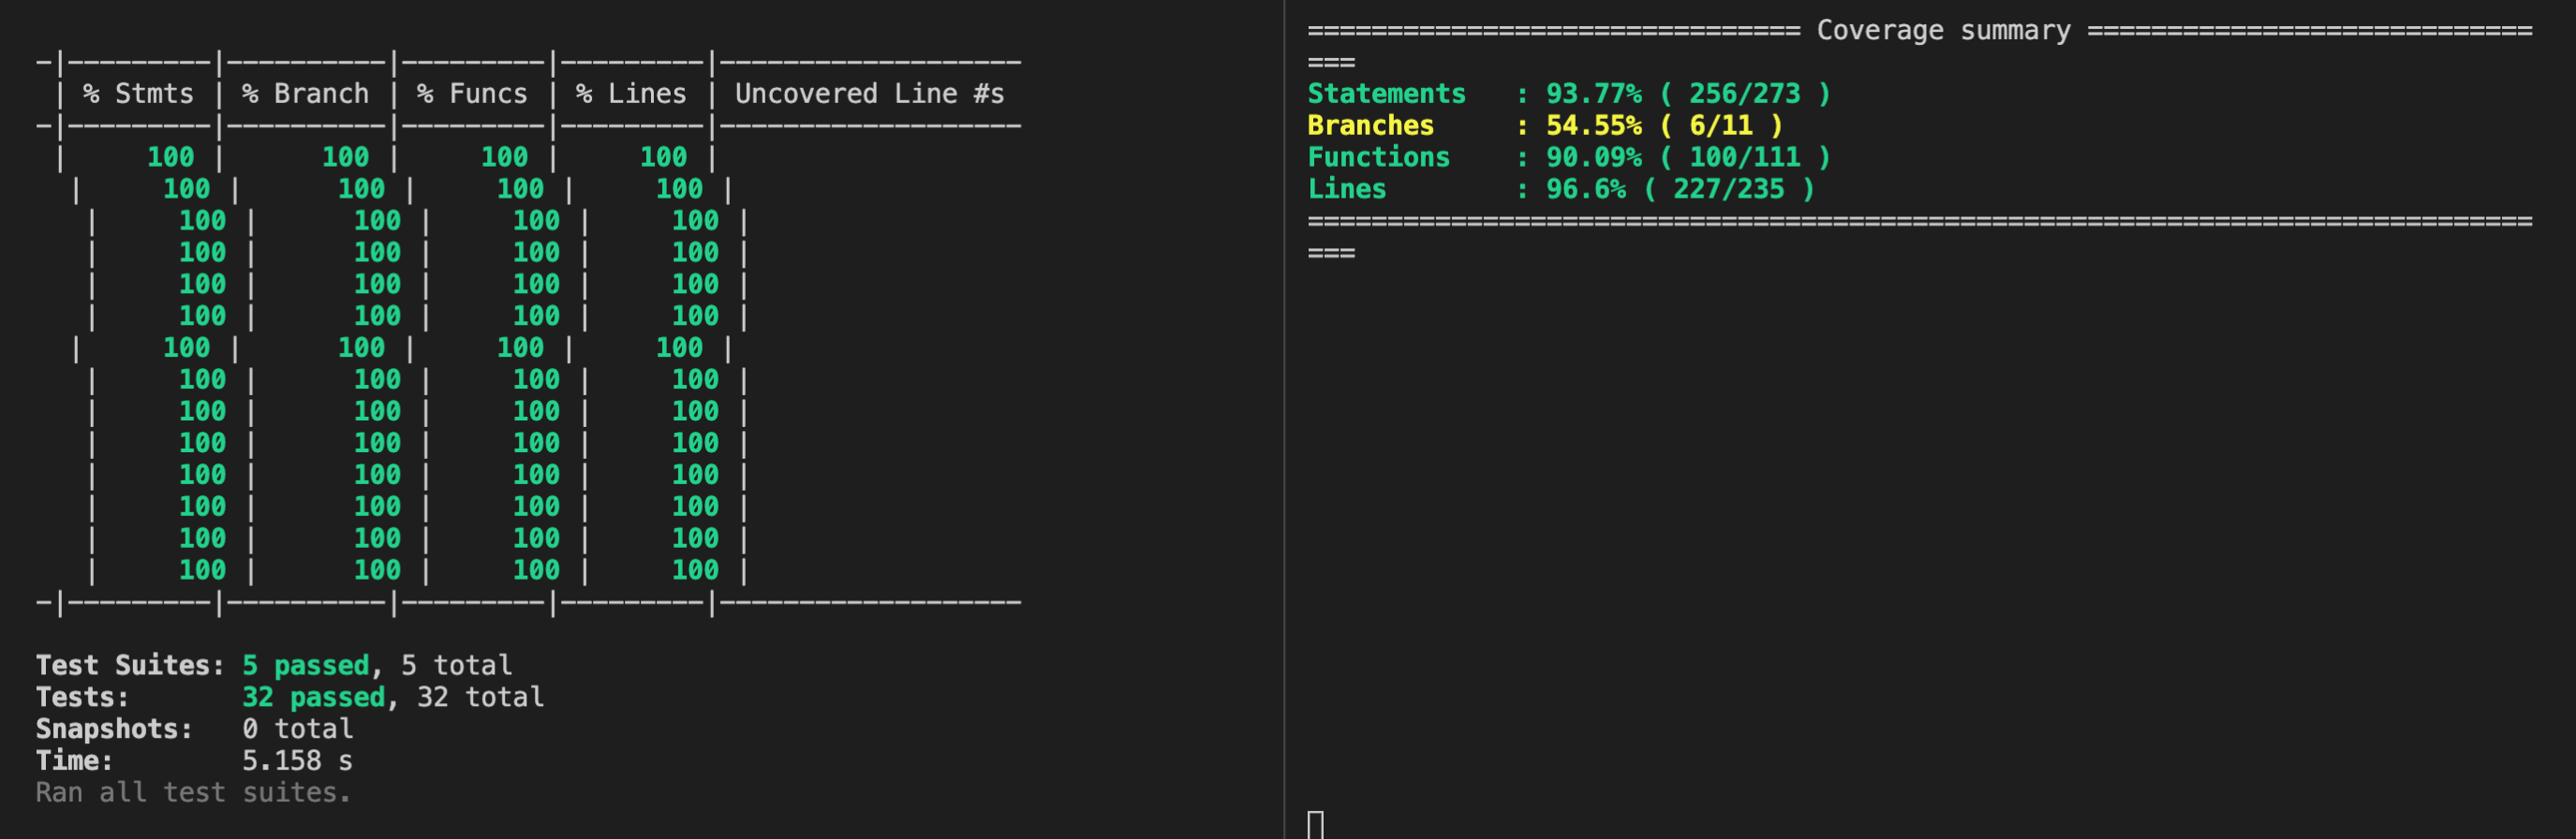 -|---------|----------|---------|---------|-------------------
 | % Stmts | % Branch | % Funcs | % Lines | Uncovered Line #s
-|---------|----------|---------|---------|-------------------
 |     100 |      100 |     100 |     100 |
  |     100 |      100 |     100 |     100 |
   |     100 |      100 |     100 |     100 |
   |     100 |      100 |     100 |     100 |
   |     100 |      100 |     100 |     100 |
   |     100 |      100 |     100 |     100 |
  |     100 |      100 |     100 |     100 |
   |     100 |      100 |     100 |     100 |
   |     100 |      100 |     100 |     100 |
   |     100 |      100 |     100 |     100 |
   |     100 |      100 |     100 |     100 |
   |     100 |      100 |     100 |     100 |
   |     100 |      100 |     100 |     100 |
   |     100 |      100 |     100 |     100 |
-|---------|----------|---------|---------|-------------------
Test Suites: 5 passed, 5 total
Tests:       32 passed, 32 total
Snapshots:   0 total
Time:        5.158 s
Ran all test suites.
=============================== Coverage summary ============================
===
Statements   : 93.77% ( 256/273 )
Branches     : 54.55% ( 6/11 )
Functions    : 90.09% ( 100/111 )
Lines        : 96.6% ( 227/235 )
=============================================================================
===